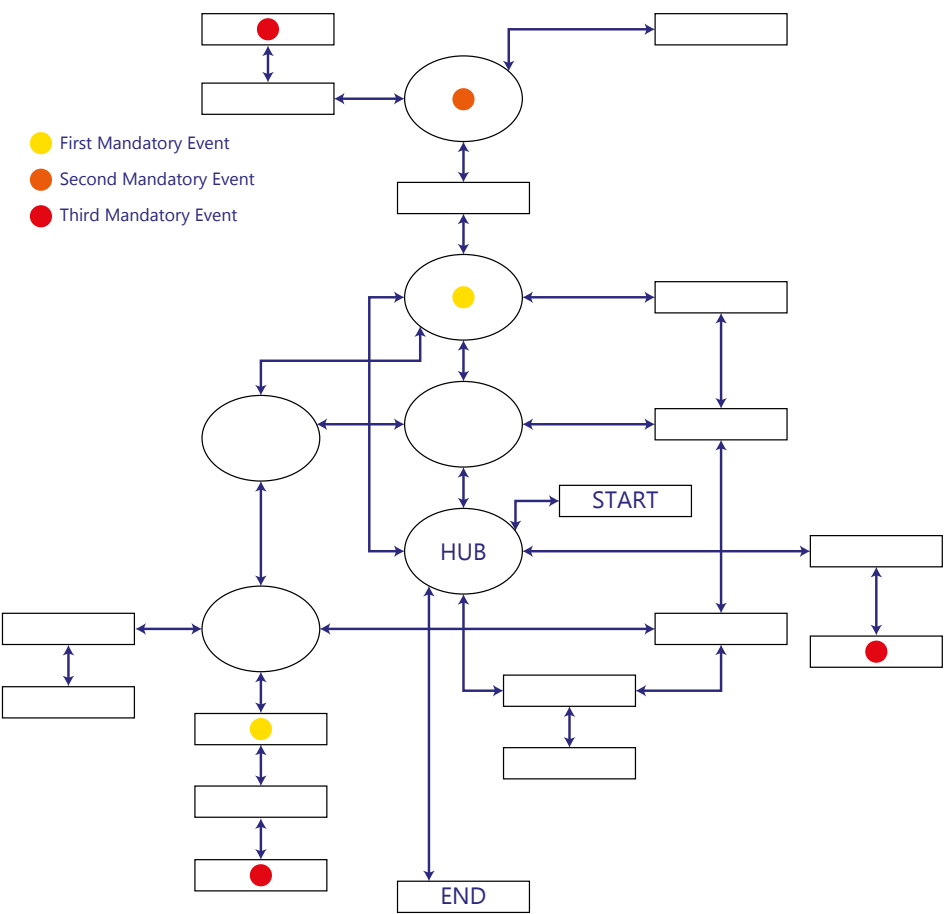 First Mandatory Event
Second Mandatory Event
Third Mandatory Event
START
HUB
END